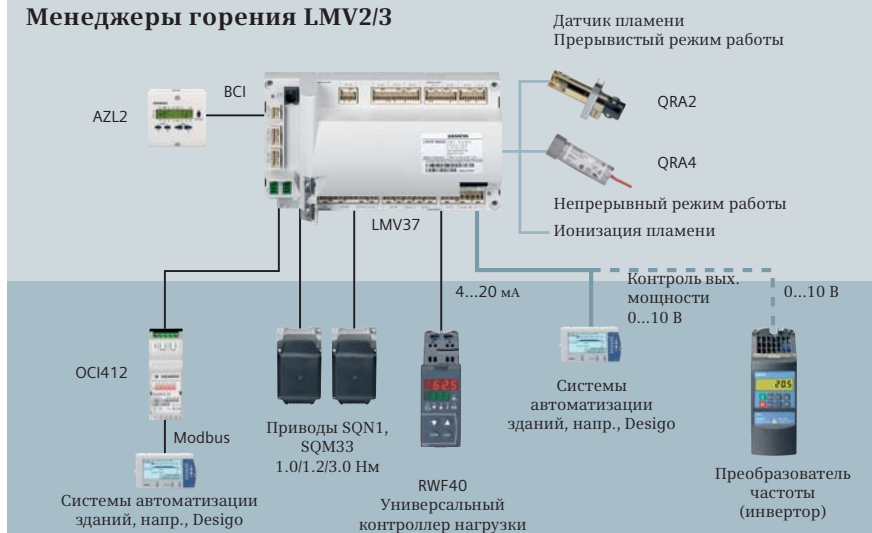 Менеджеры горения LMV2/3
Датчик пламени
Прерывистый режим работы
BCI
AZL2
QRA2
QRA4
SIEMENS
LMV37
Непрерывный режим работы
Ионизация пламени
4...20 мА
Контроль вых.
мощности
0...10 В
0...10 В
OCI412
Modbus
Приводы SQN1,
SQM33
1.0/1.2/3.0 Нм
Системы
автоматизации
зданий, напр., Desigo
205
Системы автоматизации
зданий, напр., Desigo
RWF40
Универсальный
контроллер нагрузки
Преобразователь
частоты
(инвертор)